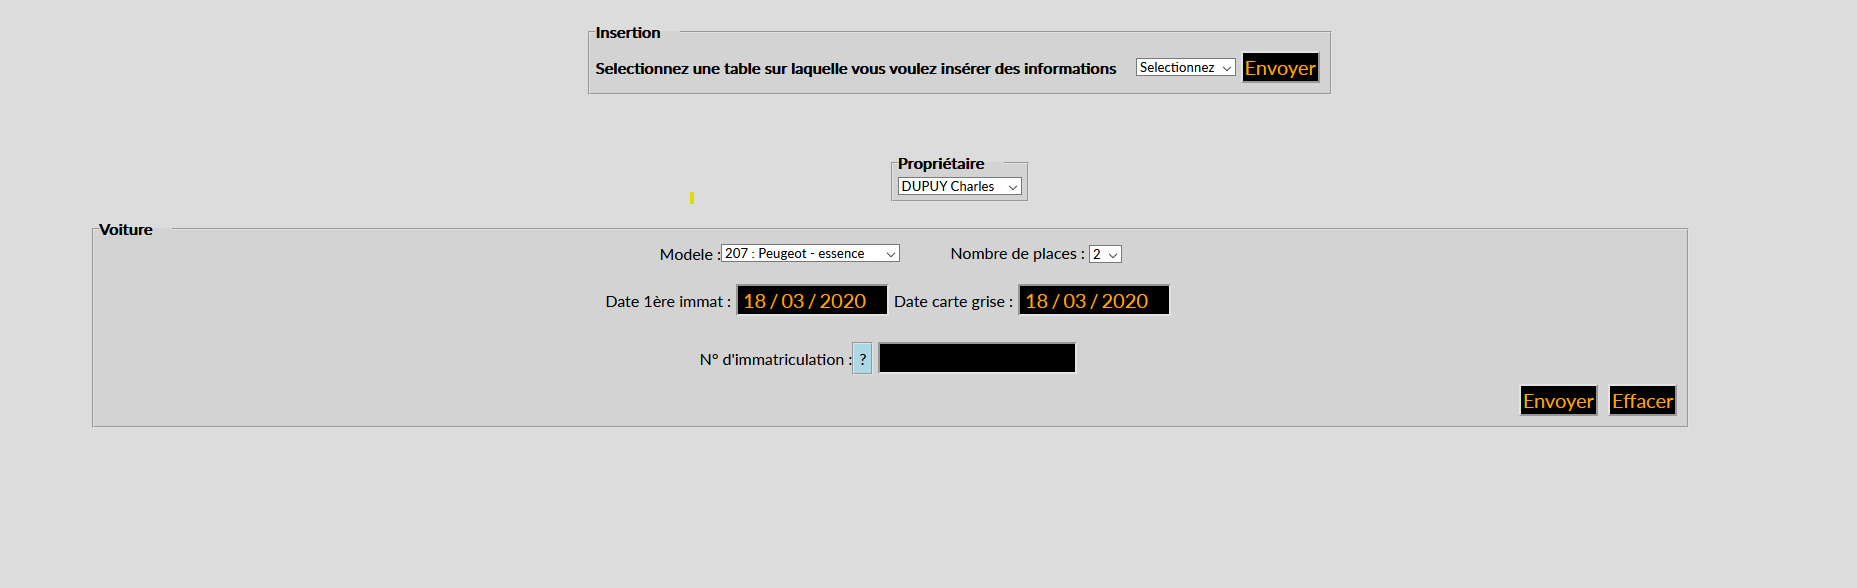 Insertion
Selectionnez une table sur laquelle vous voulez insérer des informations Selectionnez Envoyer
Propriétaire
DUPUY Charles
Voiture
Modele : 207 : Peugeot - essence Nombre de places : 2
Date 1ère immat : 18 / 03 / 2020 Date carte grise : 18 / 03 / 2020
N° d'immatriculation : ?
Envoyer Effacer